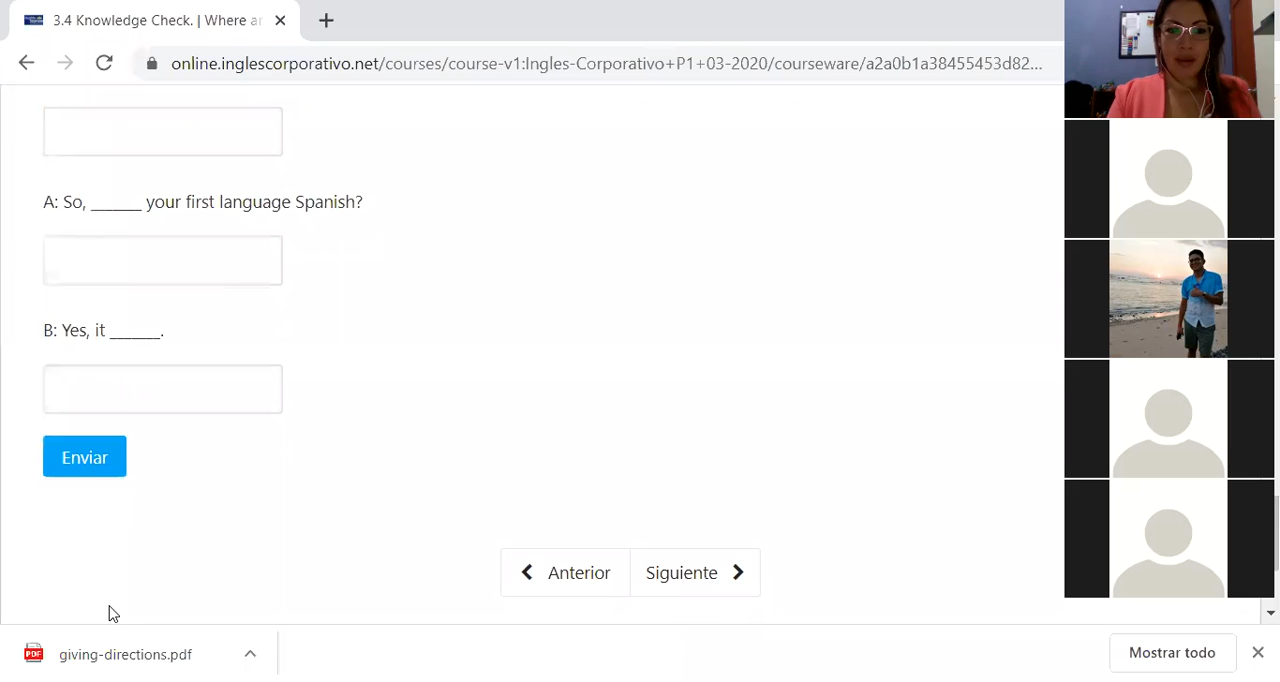 3.4 Knowledge Check. | Where a
online.inglescorporativo.net/courses/course-v1:Ingles-Corporativo+P1+03-2020/courseware/a2a0b1a38455453d82...
A: So, ______ your first language Spanish?
B: Yes, it ______.
Enviar
Anterior Siguiente
PDF giving-directions.pdf Mostrar todo